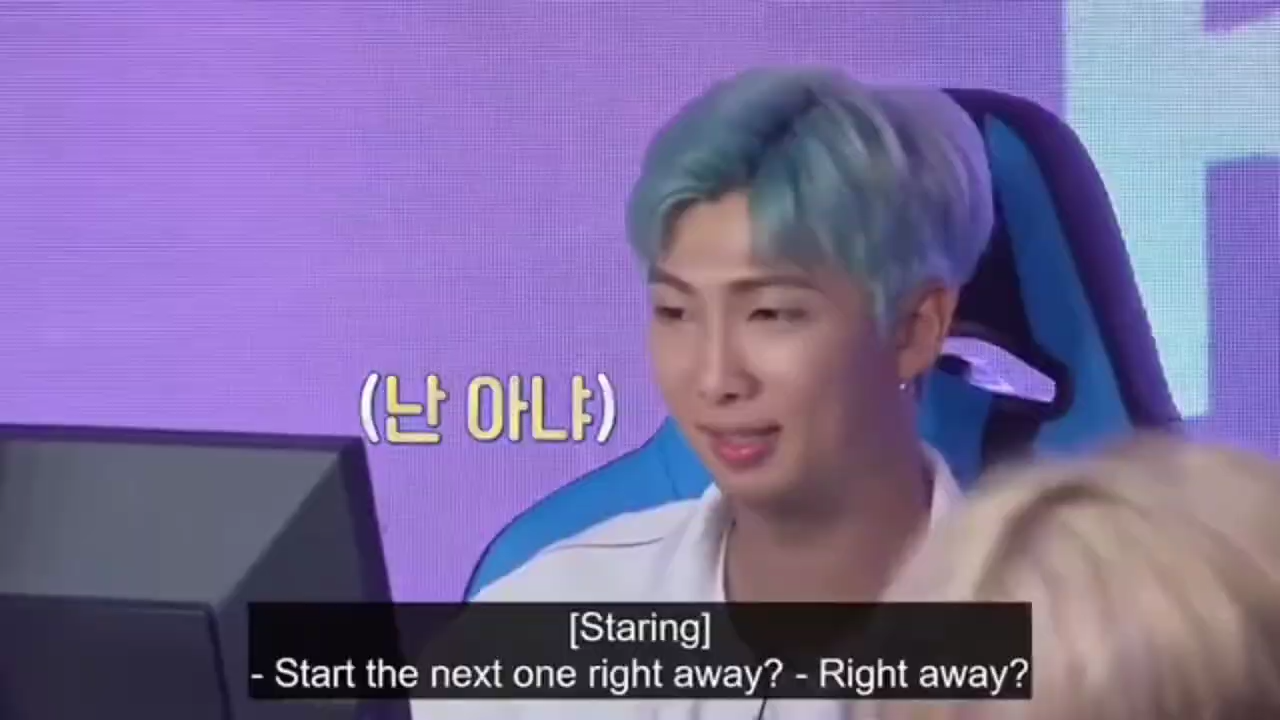 (난 아냐)
[Staring]
- Start the next one right away? - Right away?